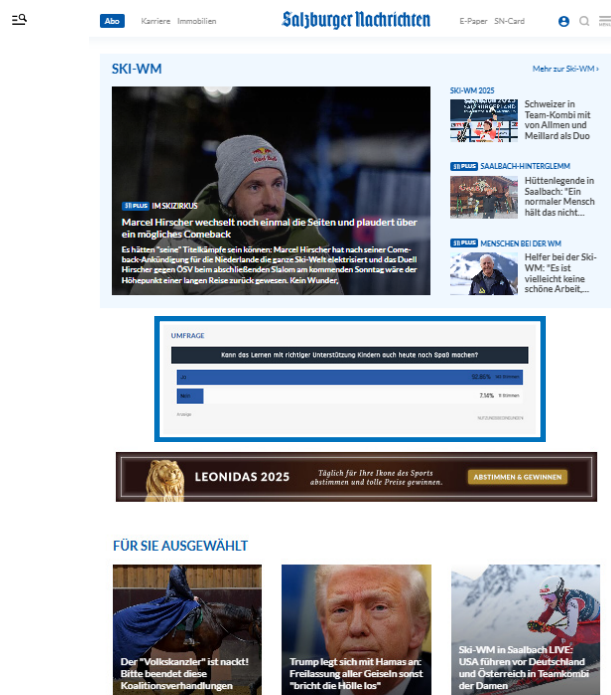 Abo Karriere Immobilien Salzburger Nachrichten E-Paper SN-Card
MENÜ
SKI-WM
Mehr zur Ski-WM ›
SN PLUS IM SKIZIRKUS
Marcel Hirscher wechselt noch einmal die Seiten und plaudert über
ein mögliches Comeback
Es hätten "seine" Titelkämpfe sein können: Marcel Hirscher hat nach seiner Come-
back-Ankündigung für die Niederlande die ganze Ski-Welt elektrisiert und das Duell
Hirscher gegen ÖSV beim abschließenden Slalom am kommenden Sonntag wäre der
Höhepunkt einer langen Reise zurück gewesen. Kein Wunder,
SKI-WM 2025
Schweizer in
Team-Kombi mit
von Allmen und
Meillard als Duo
SN PLUS SAALBACH-HINTERGLEMM
Hüttenlegende in
Saalbach: "Ein
normaler Mensch
hält das nicht...
SN PLUS MENSCHEN BEI DER WM
Helfer bei der Ski-
WM: "Es ist
vielleicht keine
schöne Arbeit,...
UMFRAGE
Kann das Lernen mit richtiger Unterstützung Kindern auch heute noch Spaß machen?
Ja
Nein 7.14% 11 Stimmen
Anzeige
NUTZUNGSBEDINGUNGEN
LEONIDAS 2025
Täglich für Ihre Ikone des Sports
abstimmen und tolle Preise gewinnen.
ABSTIMMEN & GEWINNEN
FÜR SIE AUSGEWÄHLT
Der "Volkskanzler" ist nackt!
Bitte beendet diese
Koalitionsverhandlungen
Trump legt sich mit Hamas an:
Freilassung aller Geiseln sonst
"bricht die Hölle los"
Ski-WM in Saalbach LIVE:
USA führen vor Deutschland
und Österreich in Teamkombi
der Damen